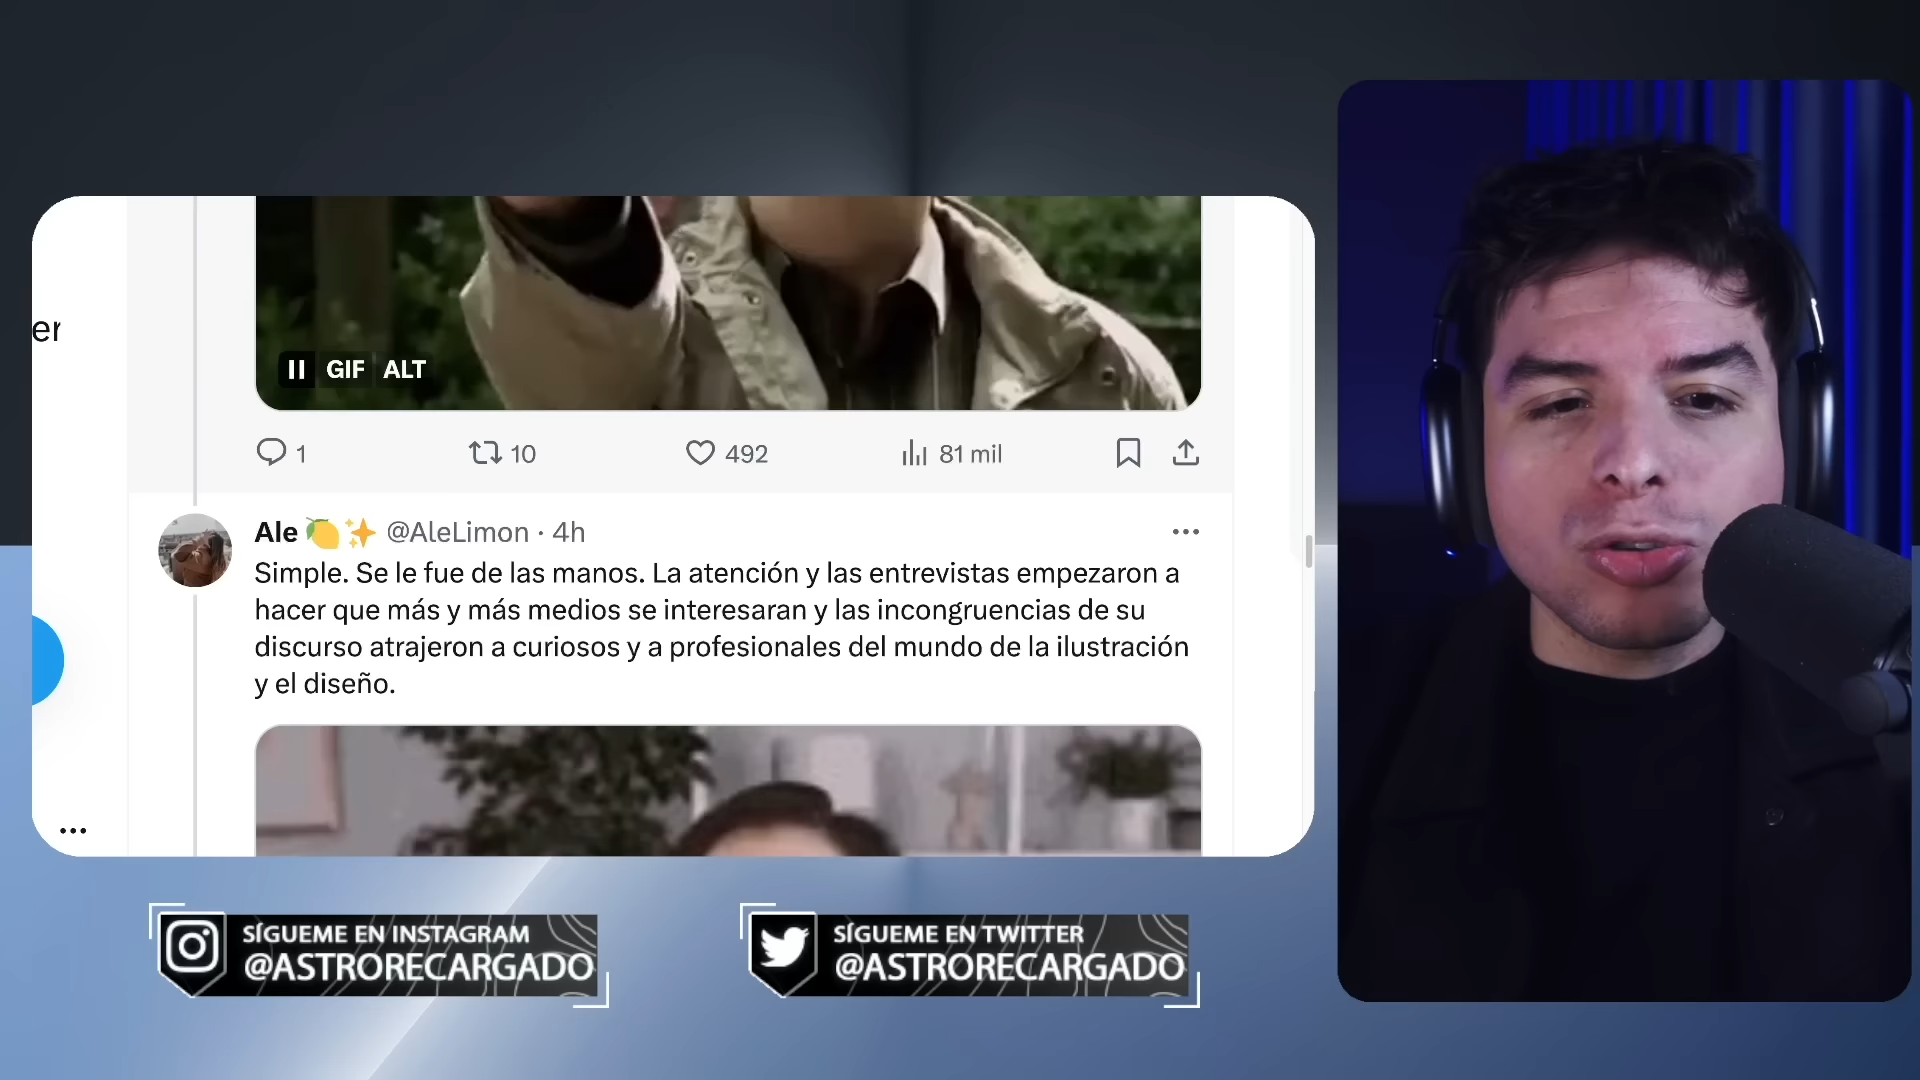 er
GIF ALT
1 10 492 81 mil
Ale 🍋✨ @AleLimon · 4h
Simple. Se le fue de las manos. La atención y las entrevistas empezaron a
hacer que más y más medios se interesaran y las incongruencias de su
discurso atrajeron a curiosos y a profesionales del mundo de la ilustración
y el diseño.
SÍGUEME EN INSTAGRAM
@ASTRORECARGADO
SÍGUEME EN TWITTER
@ASTRORECARGADO